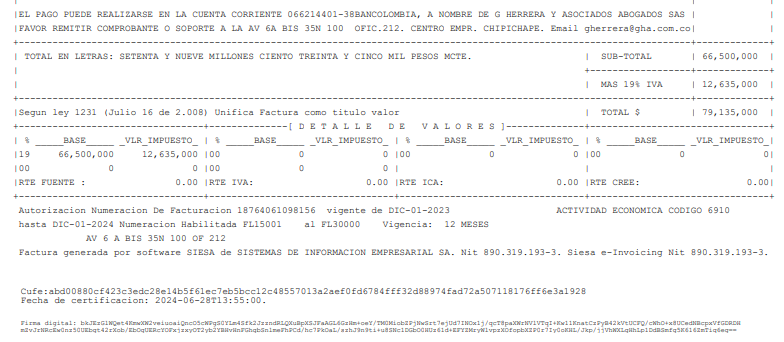 EL PAGO PUEDE REALIZARSE EN LA CUENTA CORRIENTE 066214401-38BANCOLOMBIA, A NOMBRE DE G HERRERA Y ASOCIADOS ABOGADOS SAS
FAVOR REMITIR COMPROBANTE O SOPORTE A LA AV 6A BIS 35N 100  OFIC.212. CENTRO EMPR. CHIPICHAPE. Email gherrera@gha.com.co
TOTAL EN LETRAS: SETENTA Y NUEVE MILLONES CIENTO TREINTA Y CINCO MIL PESOS MCTE. | SUB-TOTAL | 66,500,000
MAS 19% IVA | 12,635,000
Segun ley 1231 (Julio 16 de 2.008) Unifica Factura como titulo valor | TOTAL $ | 79,135,000
[ D E T A L L E   D E   V A L O R E S ]
% _____BASE_____ _VLR_IMPUESTO_ | % _____BASE_____ _VLR_IMPUESTO_ | % _____BASE_____ _VLR_IMPUESTO_ | % _____BASE_____ _VLR_IMPUESTO_
19 66,500,000 12,635,000 | 00 0 0 | 00 0 0 | 00 0 0
00 0 0 | 00 0 0 | 00 0 0 | 00 0 0
RTE FUENTE : 0.00 | RTE IVA: 0.00 | RTE ICA: 0.00 | RTE CREE: 0.00
Autorizacion Numeracion De Facturacion 18764061098156  vigente de DIC-01-2023 ACTIVIDAD ECONOMICA CODIGO 6910
hasta DIC-01-2024 Numeracion Habilitada FL15001   al FL30000   Vigencia:  12 MESES
AV 6 A BIS 35N 100 OF 212
Factura generada por software SIESA de SISTEMAS DE INFORMACION EMPRESARIAL SA. Nit 890.319.193-3. Siesa e-Invoicing Nit 890.319.193-3.
Cufe:abd00880cf423c3edc28e14b5f61ec7eb5bcc12c48557013a2aef0fd6784fff32d88974fad72a507118176ff6e3a1928
Fecha de certificacion: 2024-06-28T13:55:00.
Firma digital: